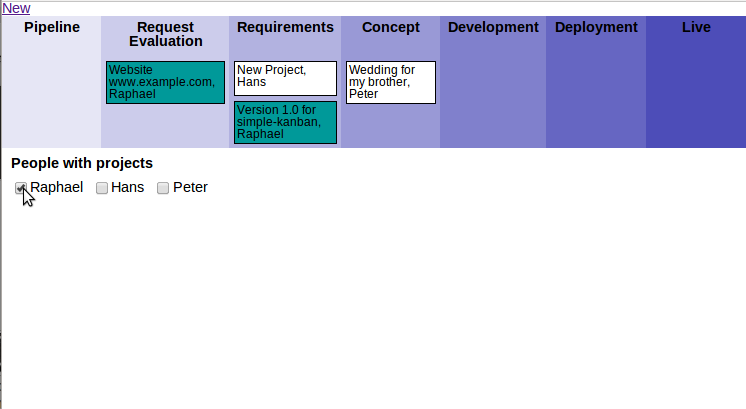 New
Pipeline
Request
Evaluation
Requirements
Concept
Development
Deployment
Live
Website
www.example.com,
Raphael
New Project,
Hans
Version 1.0 for
simple-kanban,
Raphael
Wedding for
my brother,
Peter
People with projects
Raphael
Hans
Peter